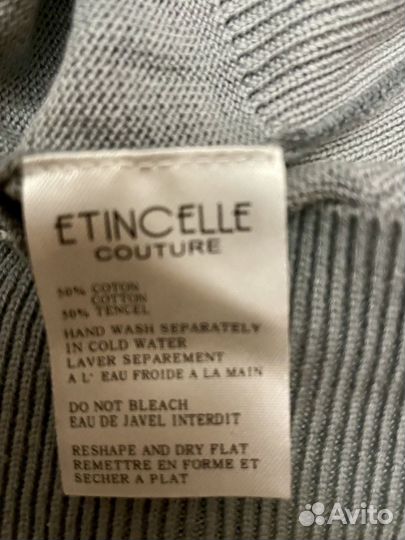 ETINCELLE
COUTURE
50% COTON
COTTON
50% TENCEL
HAND WASH SEPARATELY
IN COLD WATER
LAVER SEPAREMENT
A L' EAU FROIDE A LA MAIN
DO NOT BLEACH
EAU DE JAVEL INTERDIT
RESHAPE AND DRY FLAT
REMETTRE EN FORME ET
SECHER A PLAT
Avito